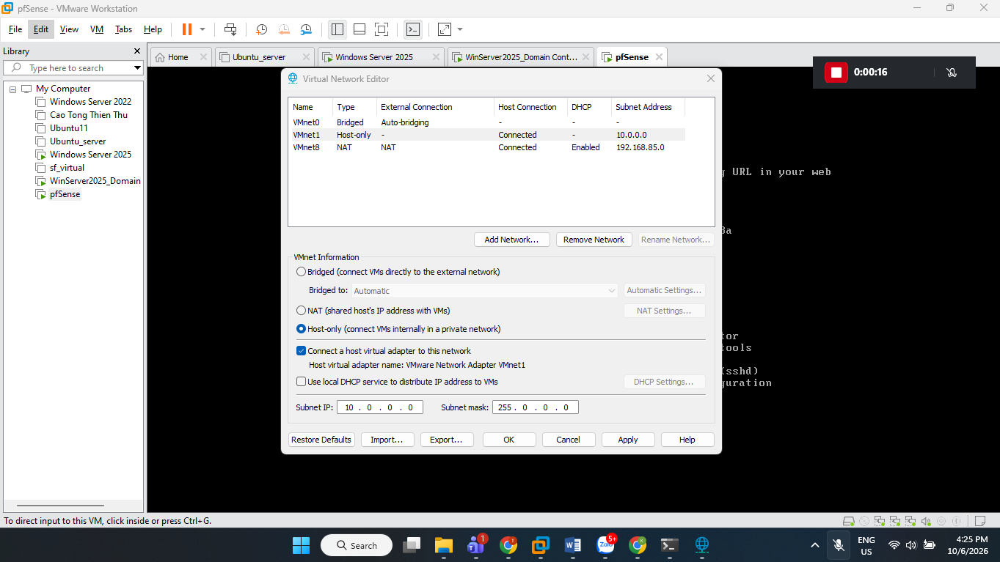 pfSense - VMware Workstation
File Edit View VM Tabs Help
Library
Type here to search
My Computer
Windows Server 2022
Cao Tong Thien Thu
Ubuntu11
Ubuntu_server
Windows Server 2025
sf_virtual
WinServer2025_Domain
pfSense
Home Ubuntu_server Windows Server 2025 WinServer2025_Domain Cont... pfSense
0:00:16
Virtual Network Editor
Name Type External Connection Host Connection DHCP Subnet Address
VMnet0 Bridged Auto-bridging - - -
VMnet1 Host-only - Connected - 10.0.0.0
VMnet8 NAT NAT Connected Enabled 192.168.85.0
Add Network... Remove Network Rename Network...
VMnet Information
Bridged (connect VMs directly to the external network)
Bridged to: Automatic Automatic Settings...
NAT (shared host's IP address with VMs) NAT Settings...
Host-only (connect VMs internally in a private network)
Connect a host virtual adapter to this network
Host virtual adapter name: VMware Network Adapter VMnet1
Use local DHCP service to distribute IP address to VMs DHCP Settings...
Subnet IP: 10 . 0 . 0 . 0 Subnet mask: 255 . 0 . 0 . 0
Restore Defaults Import... Export... OK Cancel Apply Help
URL in your web
3a
tor
tools
(sshd)
guration
To direct input to this VM, click inside or press Ctrl+G.
Search
1
Zalo
5+
ENG
US
4:25 PM
10/6/2026